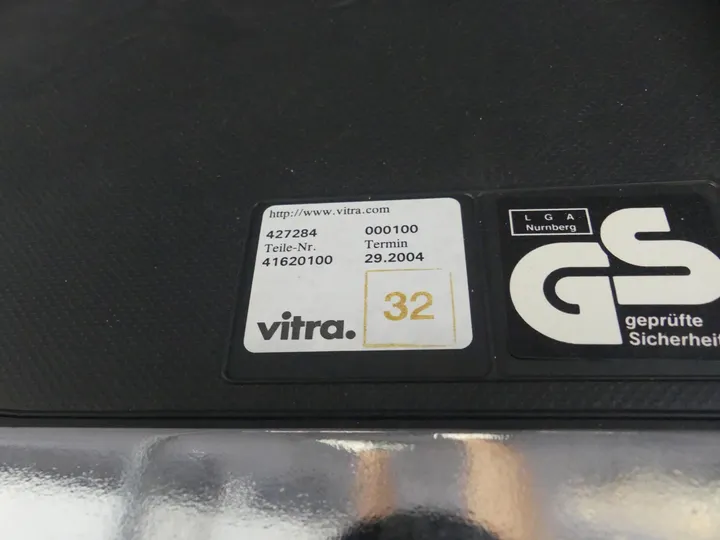 http://www.vitra.com
427284 000100
Teile-Nr. Termin
41620100 29.2004
vitra. 32
L G A
Nurnberg
GS
geprüfte
Sicherheit